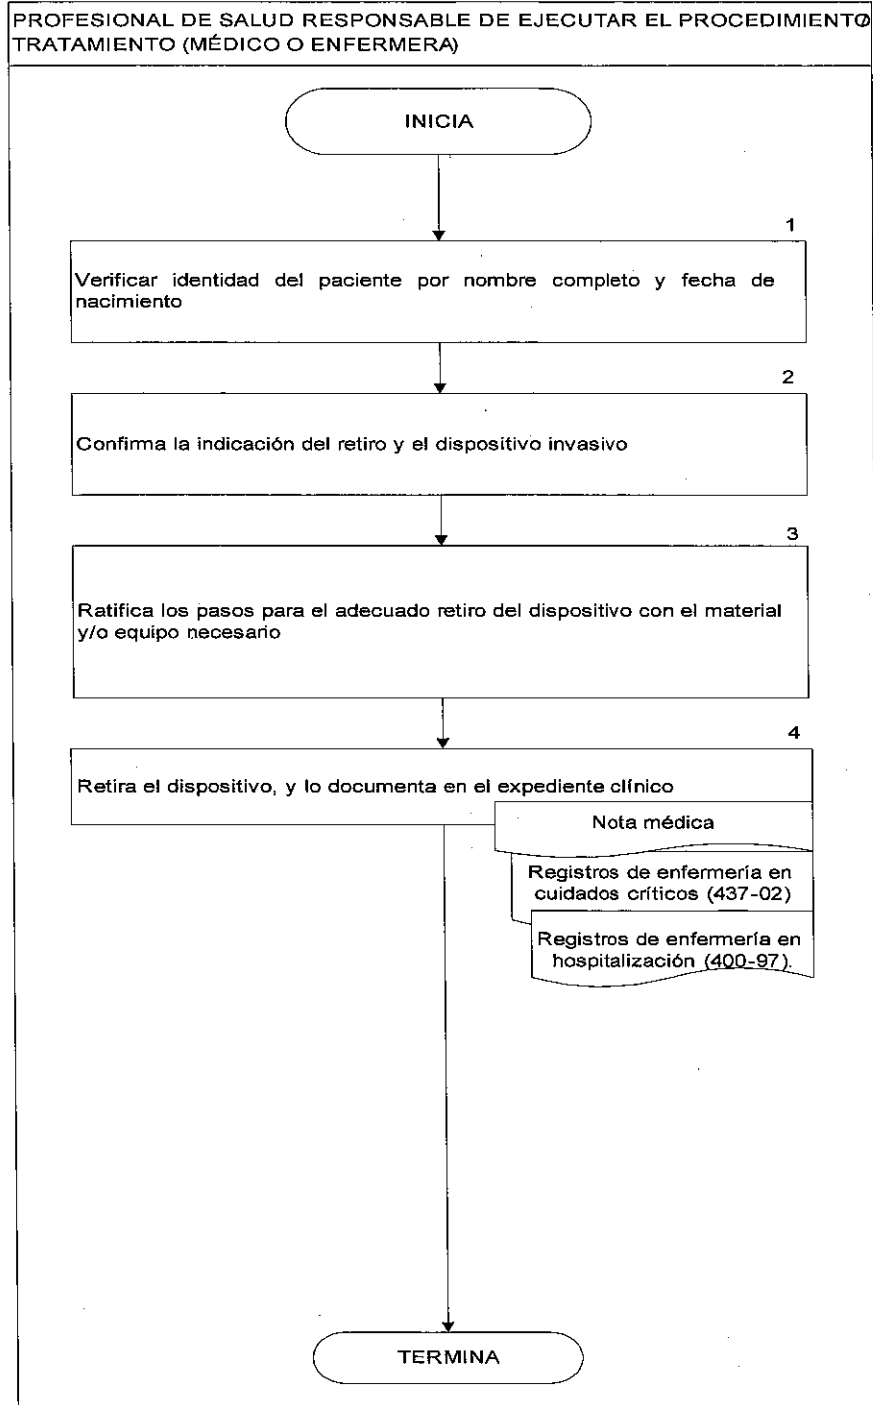 PROFESIONAL DE SALUD RESPONSABLE DE EJECUTAR EL PROCEDIMIENTO/
TRATAMIENTO (MÉDICO O ENFERMERA)
INICIA
1
Verificar identidad del paciente por nombre completo y fecha de
nacimiento
2
Confirma la indicación del retiro y el dispositivo invasivo
3
Ratifica los pasos para el adecuado retiro del dispositivo con el material
y/o equipo necesario
4
Retira el dispositivo, y lo documenta en el expediente clínico
Nota médica
Registros de enfermería en
cuidados críticos (437-02)
Registros de enfermería en
hospitalización (400-97).
TERMINA